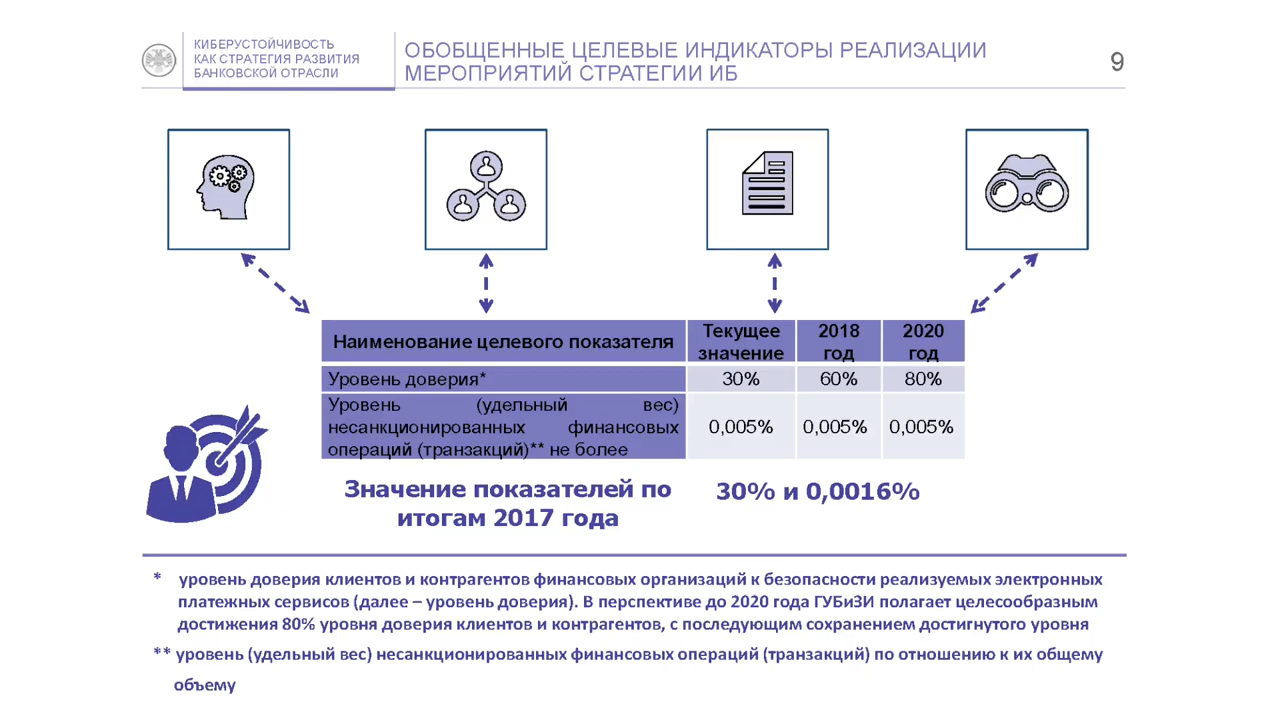 КИБЕРУСТОЙЧИВОСТЬ
КАК СТРАТЕГИЯ РАЗВИТИЯ
БАНКОВСКОЙ ОТРАСЛИ
ОБОБЩЕННЫЕ ЦЕЛЕВЫЕ ИНДИКАТОРЫ РЕАЛИЗАЦИИ
МЕРОПРИЯТИЙ СТРАТЕГИИ ИБ
9
Наименование целевого показателя
Текущее
значение
2018
год
2020
год
Уровень доверия*
30%
60%
80%
Уровень (удельный вес)
несанкционированных финансовых
операций (транзакций)** не более
0,005%
0,005%
0,005%
Значение показателей по
итогам 2017 года
30% и 0,0016%
* уровень доверия клиентов и контрагентов финансовых организаций к безопасности реализуемых электронных
платежных сервисов (далее – уровень доверия). В перспективе до 2020 года ГУБиЗИ полагает целесообразным
достижения 80% уровня доверия клиентов и контрагентов, с последующим сохранением достигнутого уровня
** уровень (удельный вес) несанкционированных финансовых операций (транзакций) по отношению к их общему
объему